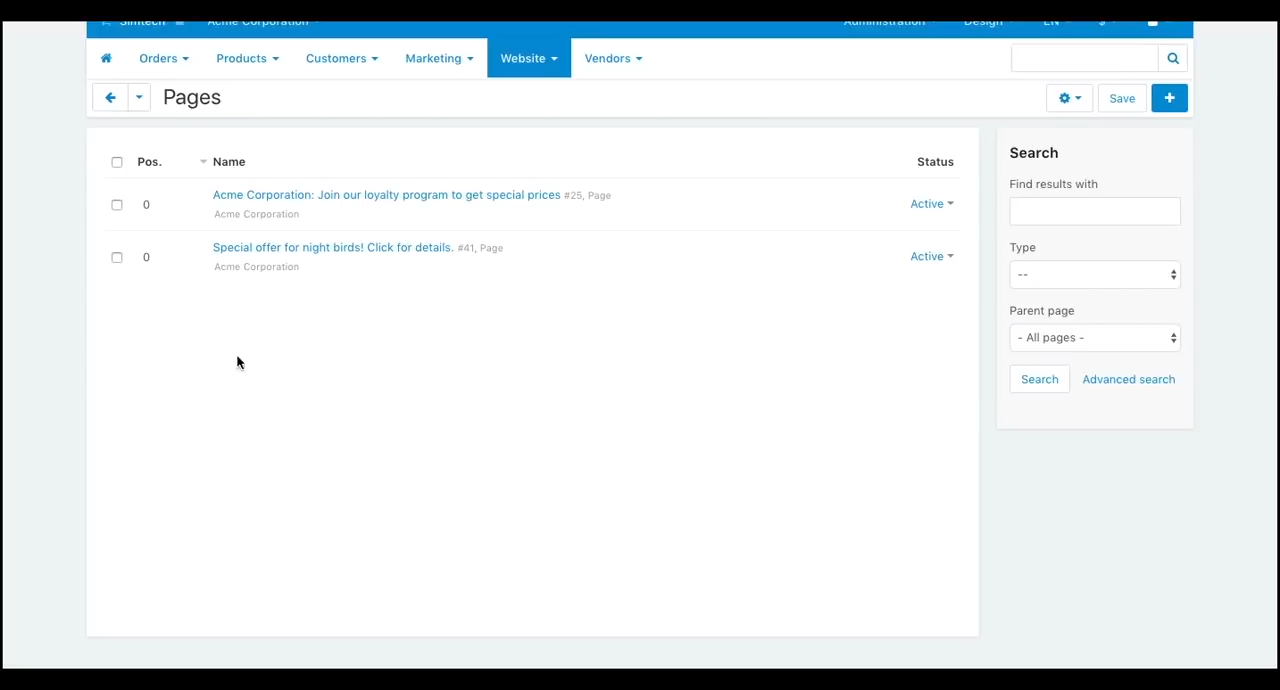 Simtech Acme Corporation Administration Design EN $
Orders Products Customers Marketing Website Vendors
Pages Save
Pos. Name Status
Acme Corporation: Join our loyalty program to get special prices #25, Page
0 Active
Acme Corporation
Special offer for night birds! Click for details. #41, Page
0 Active
Acme Corporation
Search
Find results with
Type
--
Parent page
- All pages -
Search Advanced search